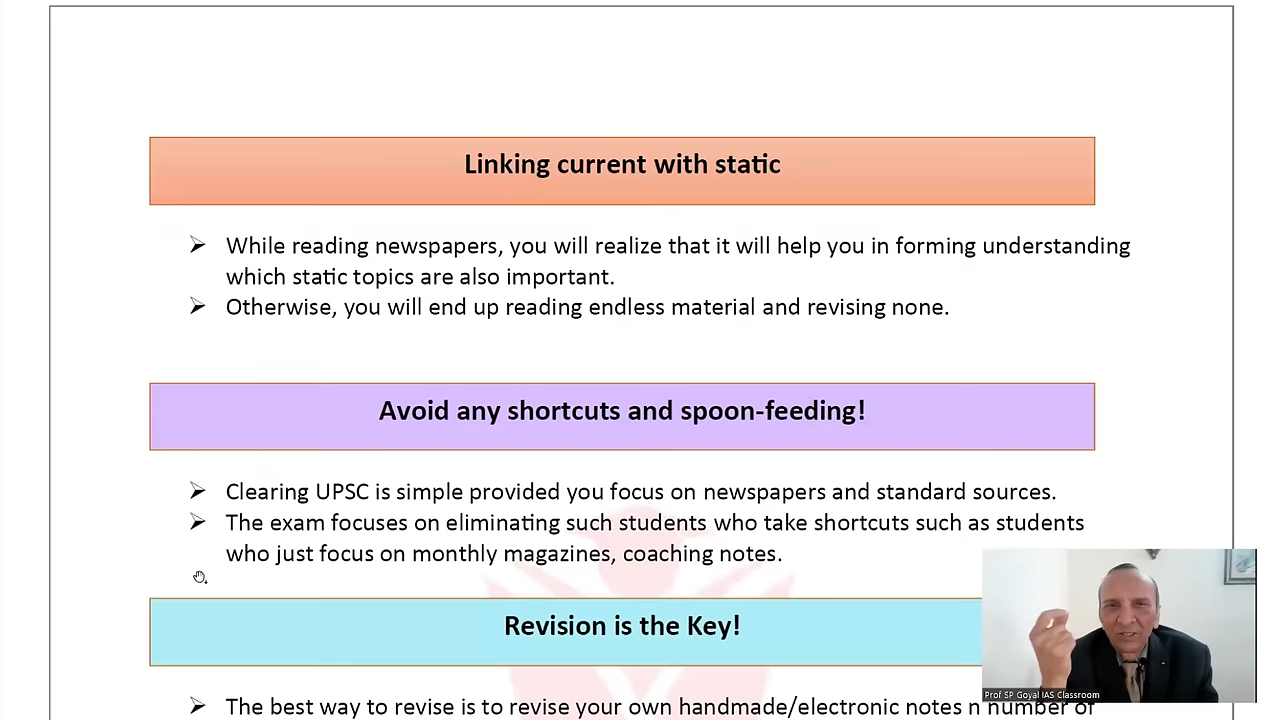 Linking current with static
While reading newspapers, you will realize that it will help you in forming understanding
which static topics are also important.
Otherwise, you will end up reading endless material and revising none.
Avoid any shortcuts and spoon-feeding!
Clearing UPSC is simple provided you focus on newspapers and standard sources.
The exam focuses on eliminating such students who take shortcuts such as students
who just focus on monthly magazines, coaching notes.
Revision is the Key!
Prof SP Goyal IAS Classroom
The best way to revise is to revise your own handmade/electronic notes n number of